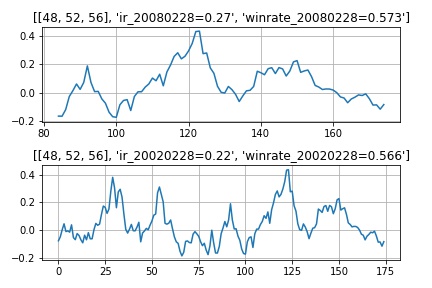 [[48, 52, 56], 'ir_20080228=0.27', 'winrate_20080228=0.573']
0.4
0.2
0.0
−0.2
80 100 120 140 160
[[48, 52, 56], 'ir_20020228=0.22', 'winrate_20020228=0.566']
0.4
0.2
0.0
−0.2
0 25 50 75 100 125 150 175